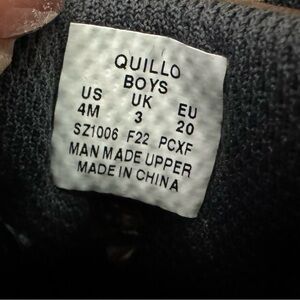 QUILLO
BOYS
US UK EU
4M 3 20
SZ1006 F22 PCXF
MAN MADE UPPER
MADE IN CHINA